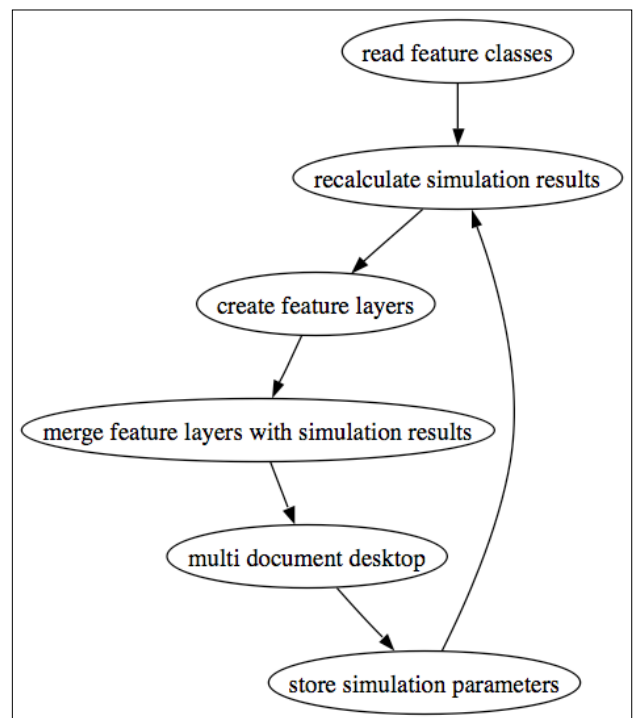 read feature classes
recalculate simulation results
create feature layers
merge feature layers with simulation results
multi document desktop
store simulation parameters